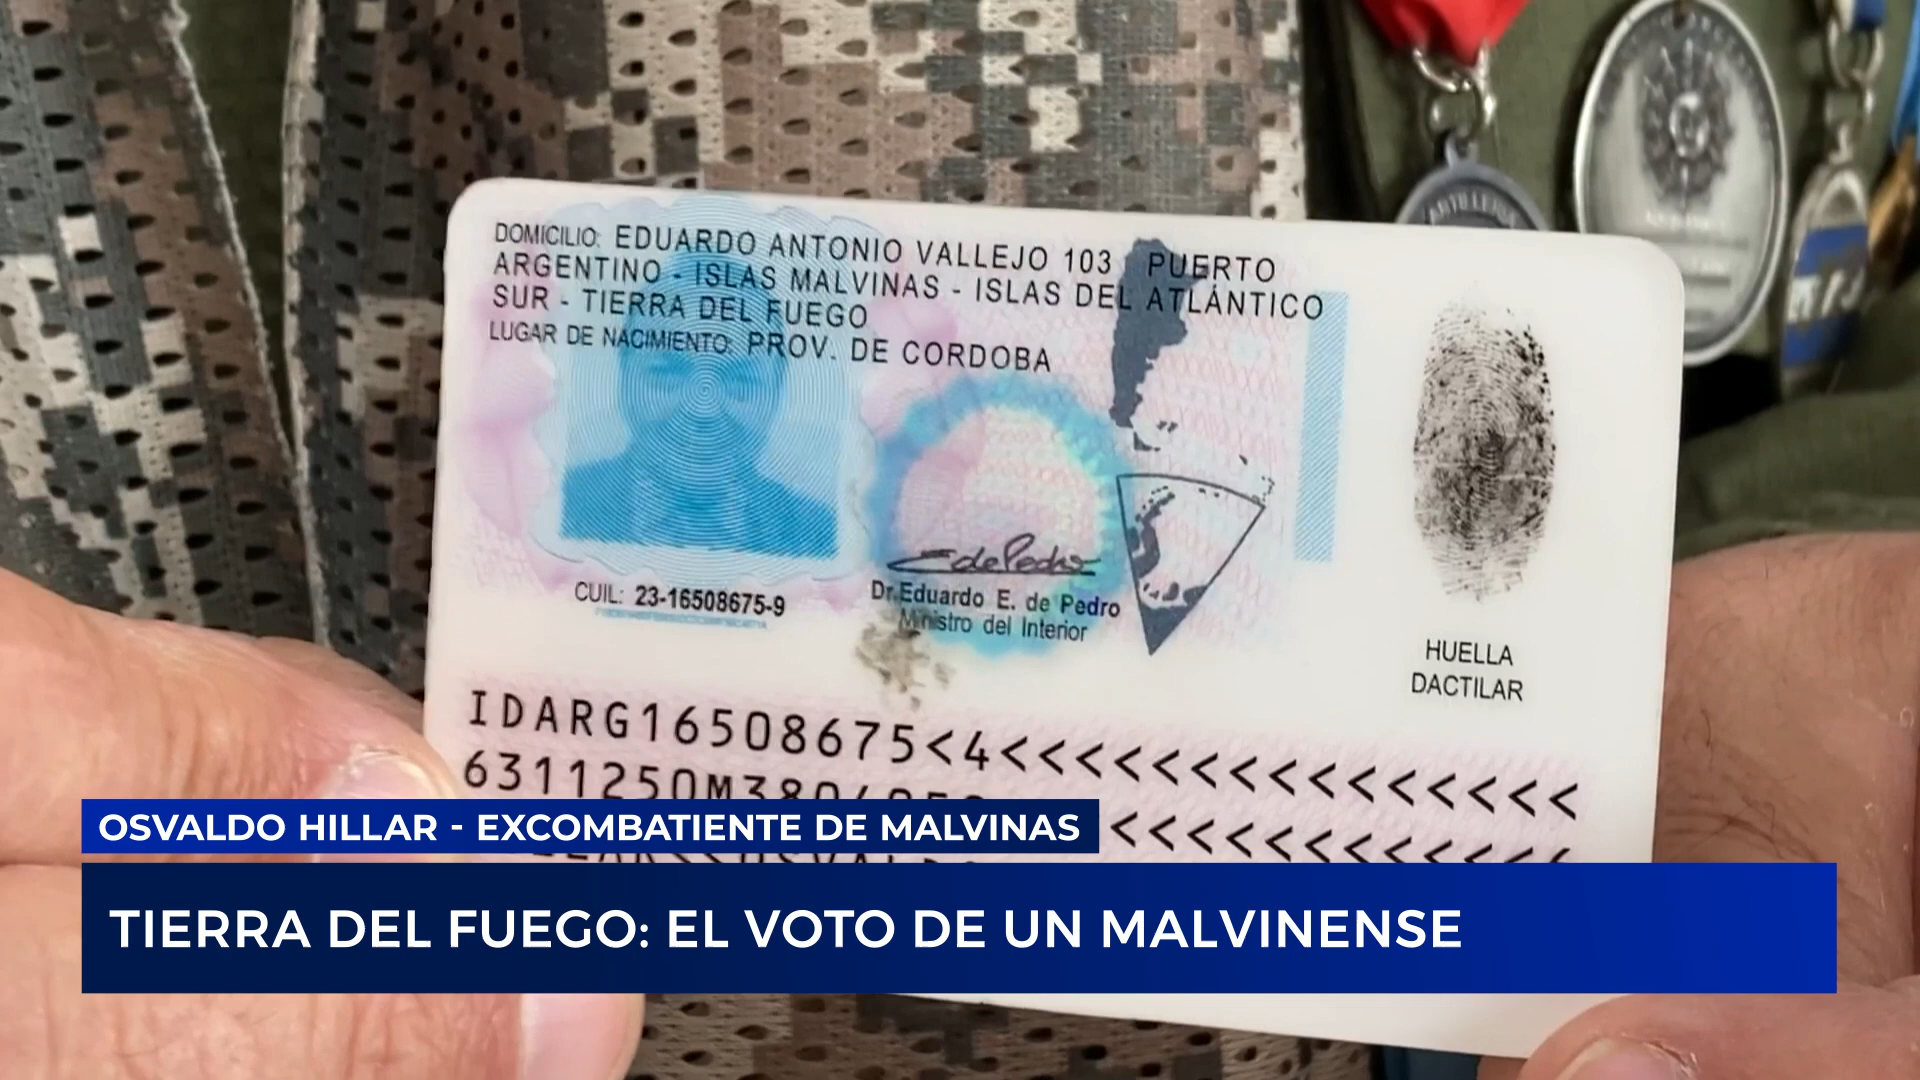 ARTILLERÍA
DOMICILIO: EDUARDO ANTONIO VALLEJO 103 PUERTO
ARGENTINO - ISLAS MALVINAS - ISLAS DEL ATLÁNTICO
SUR - TIERRA DEL FUEGO
LUGAR DE NACIMIENTO: PROV. DE CORDOBA
EdePedro
CUIL: 23-16508675-9
Dr.Eduardo E. de Pedro
Ministro del Interior
HUELLA
DACTILAR
IDARG16508675<4<<<<<<<<<<<<<<<
OSVALDO HILLAR - EXCOMBATIENTE DE MALVINAS
TIERRA DEL FUEGO: EL VOTO DE UN MALVINENSE